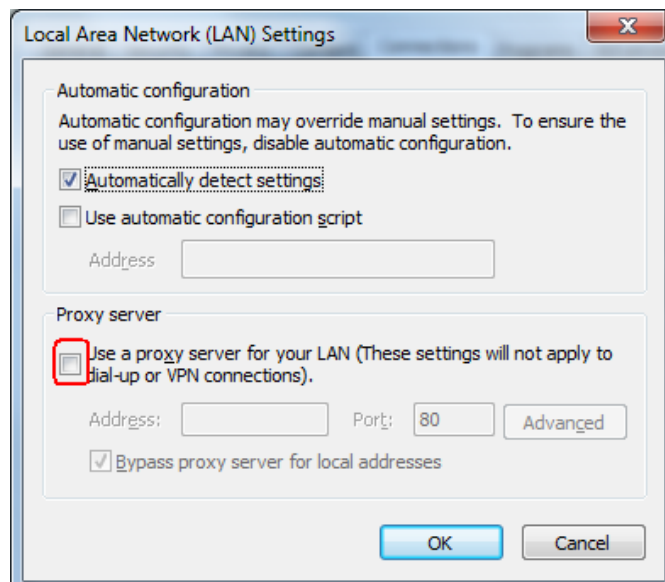 Local Area Network (LAN) Settings
Automatic configuration
Automatic configuration may override manual settings. To ensure the
use of manual settings, disable automatic configuration.
Automatically detect settings
Use automatic configuration script
Address
Proxy server
Use a proxy server for your LAN (These settings will not apply to
dial-up or VPN connections).
Address:
Port: 80
Advanced
Bypass proxy server for local addresses
OK
Cancel